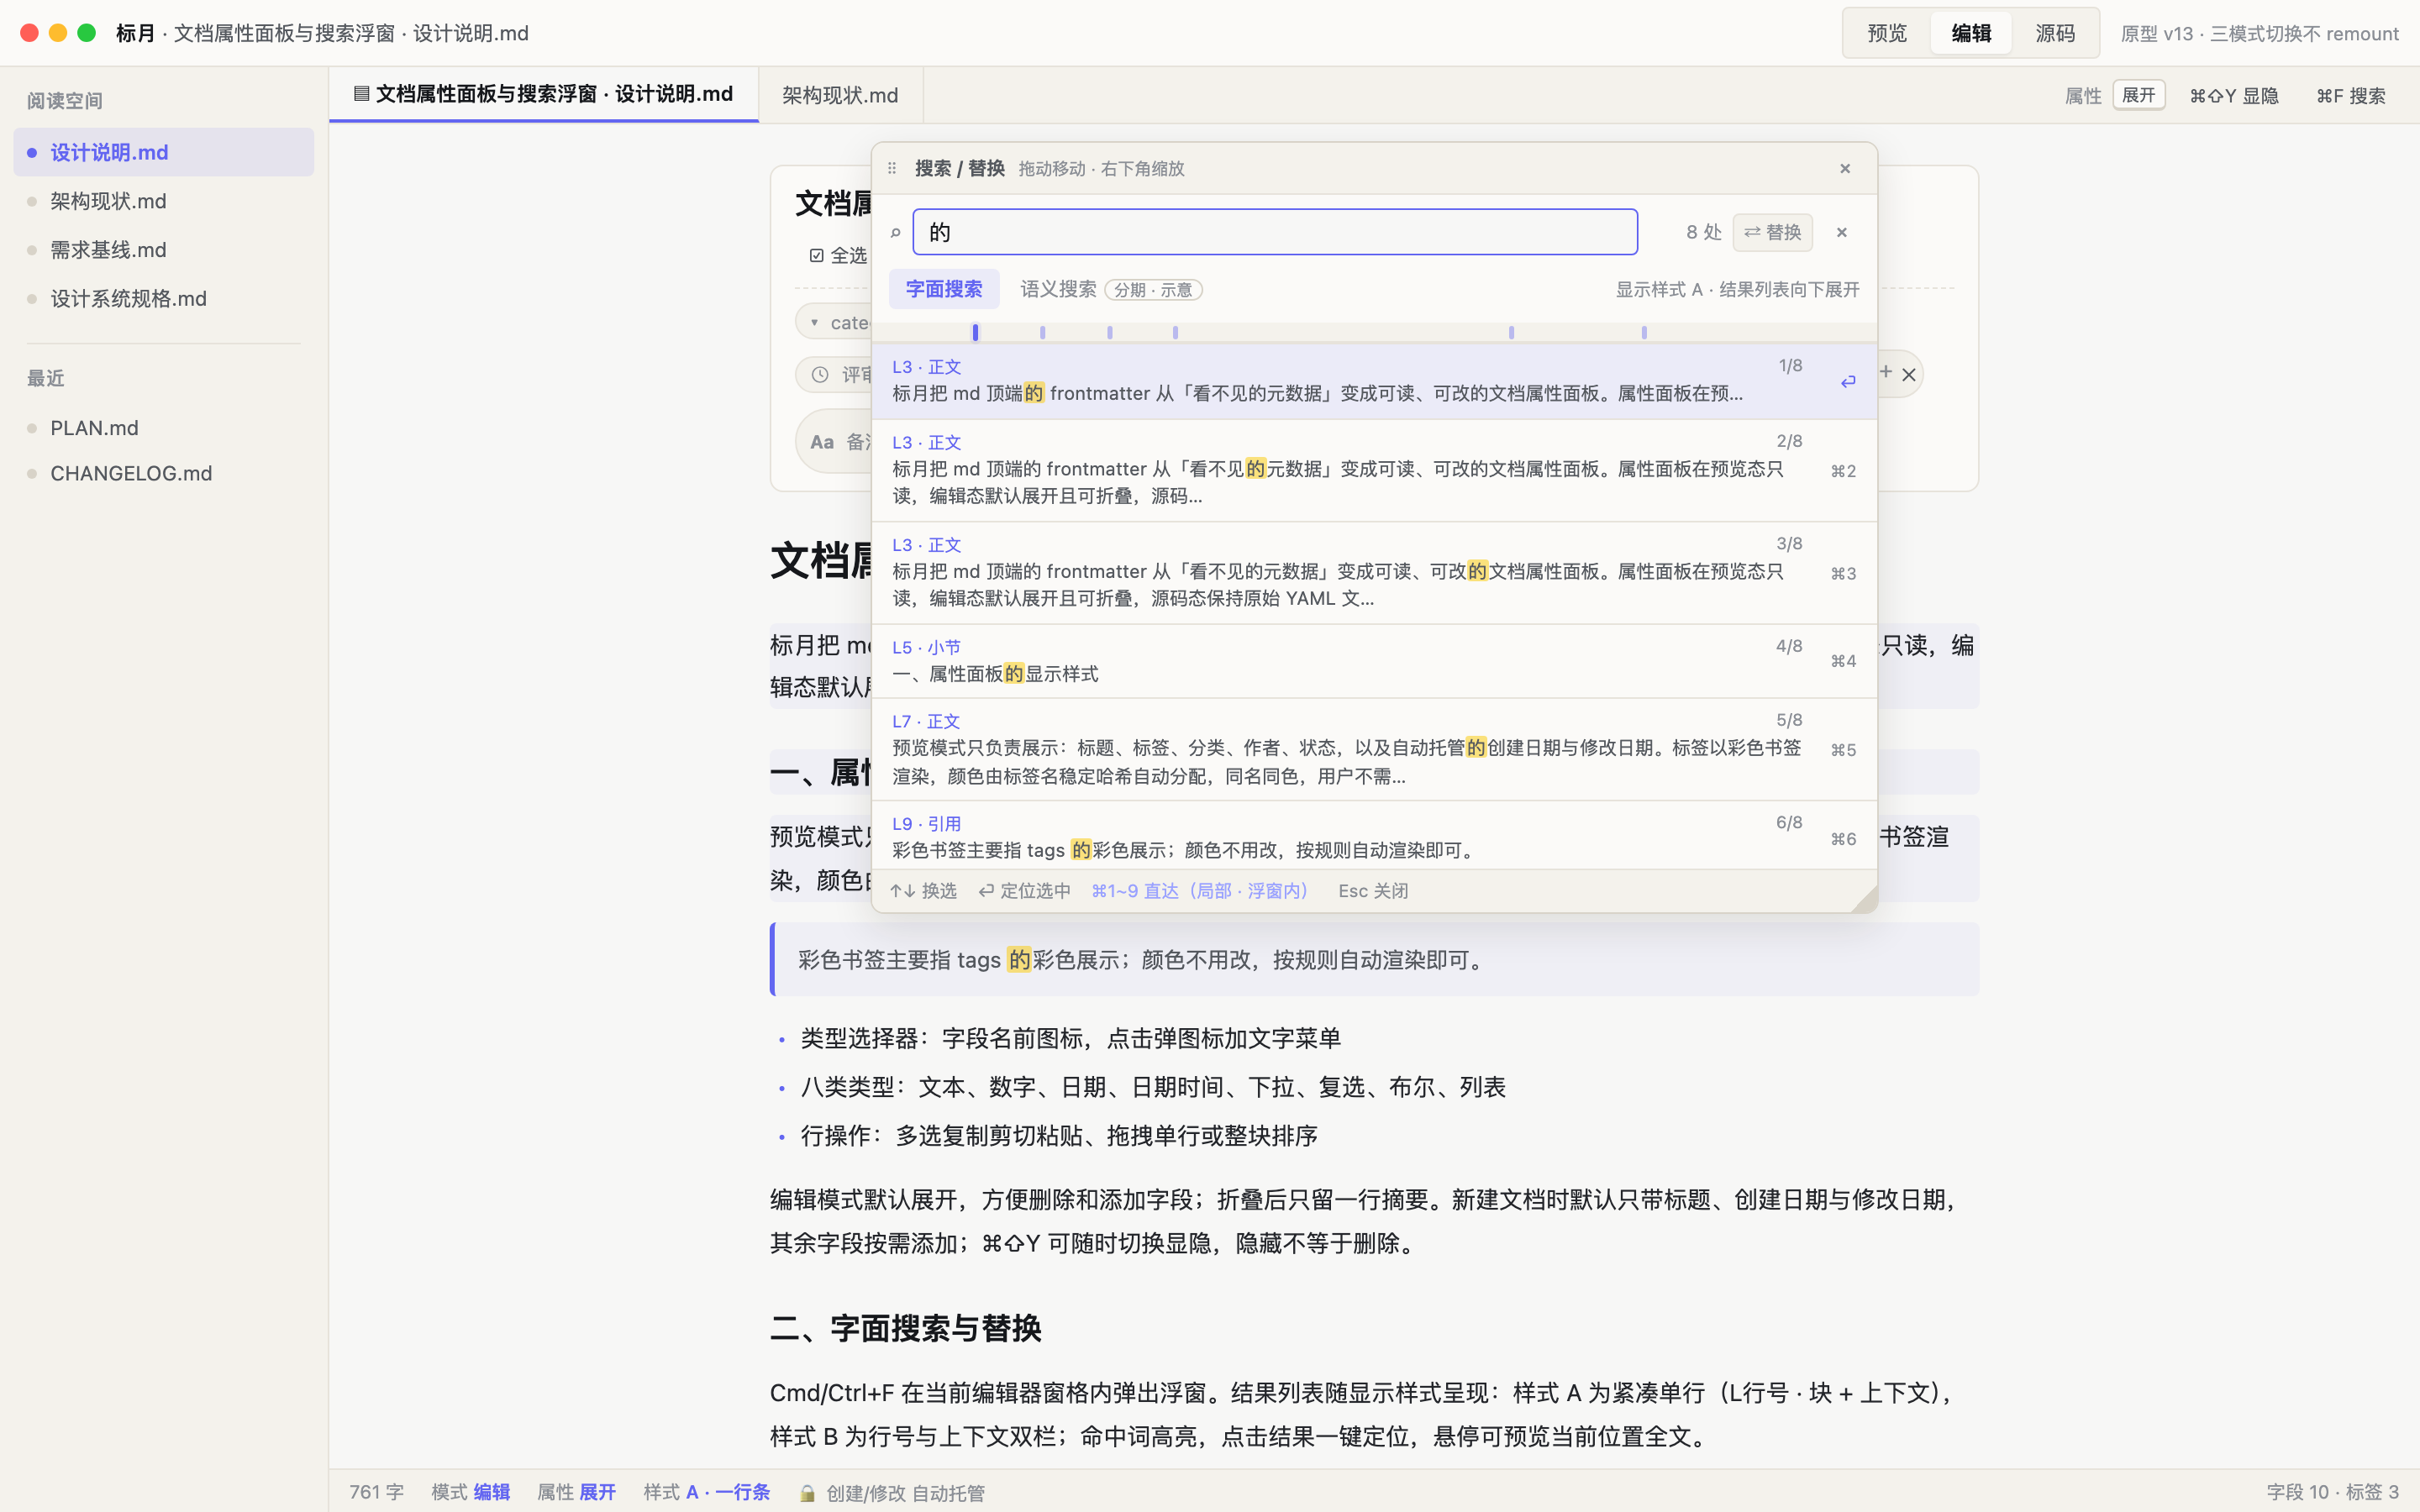 标月 · 文档属性面板与搜索浮窗 · 设计说明.md
预览 编辑 源码 原型 v13 · 三模式切换不 remount
阅读空间
设计说明.md
架构现状.md
需求基线.md
设计系统规格.md
最近
PLAN.md
CHANGELOG.md
文档属性面板与搜索浮窗 · 设计说明.md 架构现状.md
属性 展开 ⌘⇧Y 显隐 ⌘F 搜索
文档属
全选
cate
评审
Aa 备注
搜索 / 替换 拖动移动 · 右下角缩放 ×
的 8 处 ⇄ 替换 ×
字面搜索 语义搜索 分期 · 示意 显示样式 A · 结果列表向下展开
L3 · 正文 1/8
标月把 md 顶端的 frontmatter 从「看不见的元数据」变成可读、可改的文档属性面板。属性面板在预…
L3 · 正文 2/8
标月把 md 顶端的 frontmatter 从「看不见的元数据」变成可读、可改的文档属性面板。属性面板在预览态只 ⌘2
读，编辑态默认展开且可折叠，源码…
L3 · 正文 3/8
标月把 md 顶端的 frontmatter 从「看不见的元数据」变成可读、可改的文档属性面板。属性面板在预览态只 ⌘3
读，编辑态默认展开且可折叠，源码态保持原始 YAML 文…
L5 · 小节 4/8
一、属性面板的显示样式 ⌘4
L7 · 正文 5/8
预览模式只负责展示：标题、标签、分类、作者、状态，以及自动托管的创建日期与修改日期。标签以彩色书签 ⌘5
渲染，颜色由标签名稳定哈希自动分配，同名同色，用户不需…
L9 · 引用 6/8
彩色书签主要指 tags 的彩色展示；颜色不用改，按规则自动渲染即可。 ⌘6
↑↓ 换选 ↩ 定位选中 ⌘1~9 直达（局部 · 浮窗内） Esc 关闭
文档属
标月把 m 只读，编
辑态默认展
一、属性
预览模式只 书签渲
染，颜色由
彩色书签主要指 tags 的彩色展示；颜色不用改，按规则自动渲染即可。
• 类型选择器：字段名前图标，点击弹图标加文字菜单
• 八类类型：文本、数字、日期、日期时间、下拉、复选、布尔、列表
• 行操作：多选复制剪切粘贴、拖拽单行或整块排序
编辑模式默认展开，方便删除和添加字段；折叠后只留一行摘要。新建文档时默认只带标题、创建日期与修改日期，
其余字段按需添加；⌘⇧Y 可随时切换显隐，隐藏不等于删除。
二、字面搜索与替换
Cmd/Ctrl+F 在当前编辑器窗格内弹出浮窗。结果列表随显示样式呈现：样式 A 为紧凑单行（L行号 · 块 + 上下文），
样式 B 为行号与上下文双栏；命中词高亮，点击结果一键定位，悬停可预览当前位置全文。
761 字 模式 编辑 属性 展开 样式 A · 一行条 创建/修改 自动托管
字段 10 · 标签 3